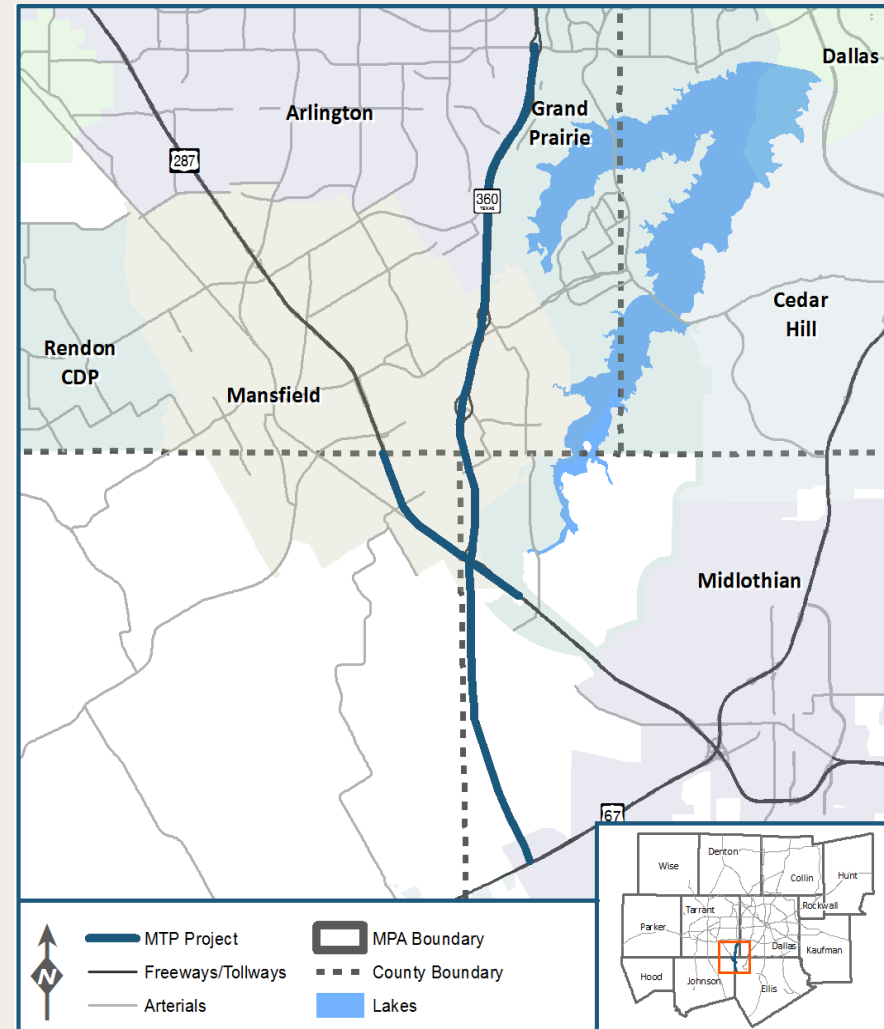 Dallas
Arlington
Grand
Prairie
287
360
TEXAS
Cedar
Hill
Rendon
CDP
Mansfield
Midlothian
67
MTP Project
Freeways/Tollways
Arterials
MPA Boundary
County Boundary
Lakes
N
Wise
Denton
Collin
Hunt
Parker
Tarrant
Rockwall
Dallas
Kaufman
Hood
Johnson
Ellis